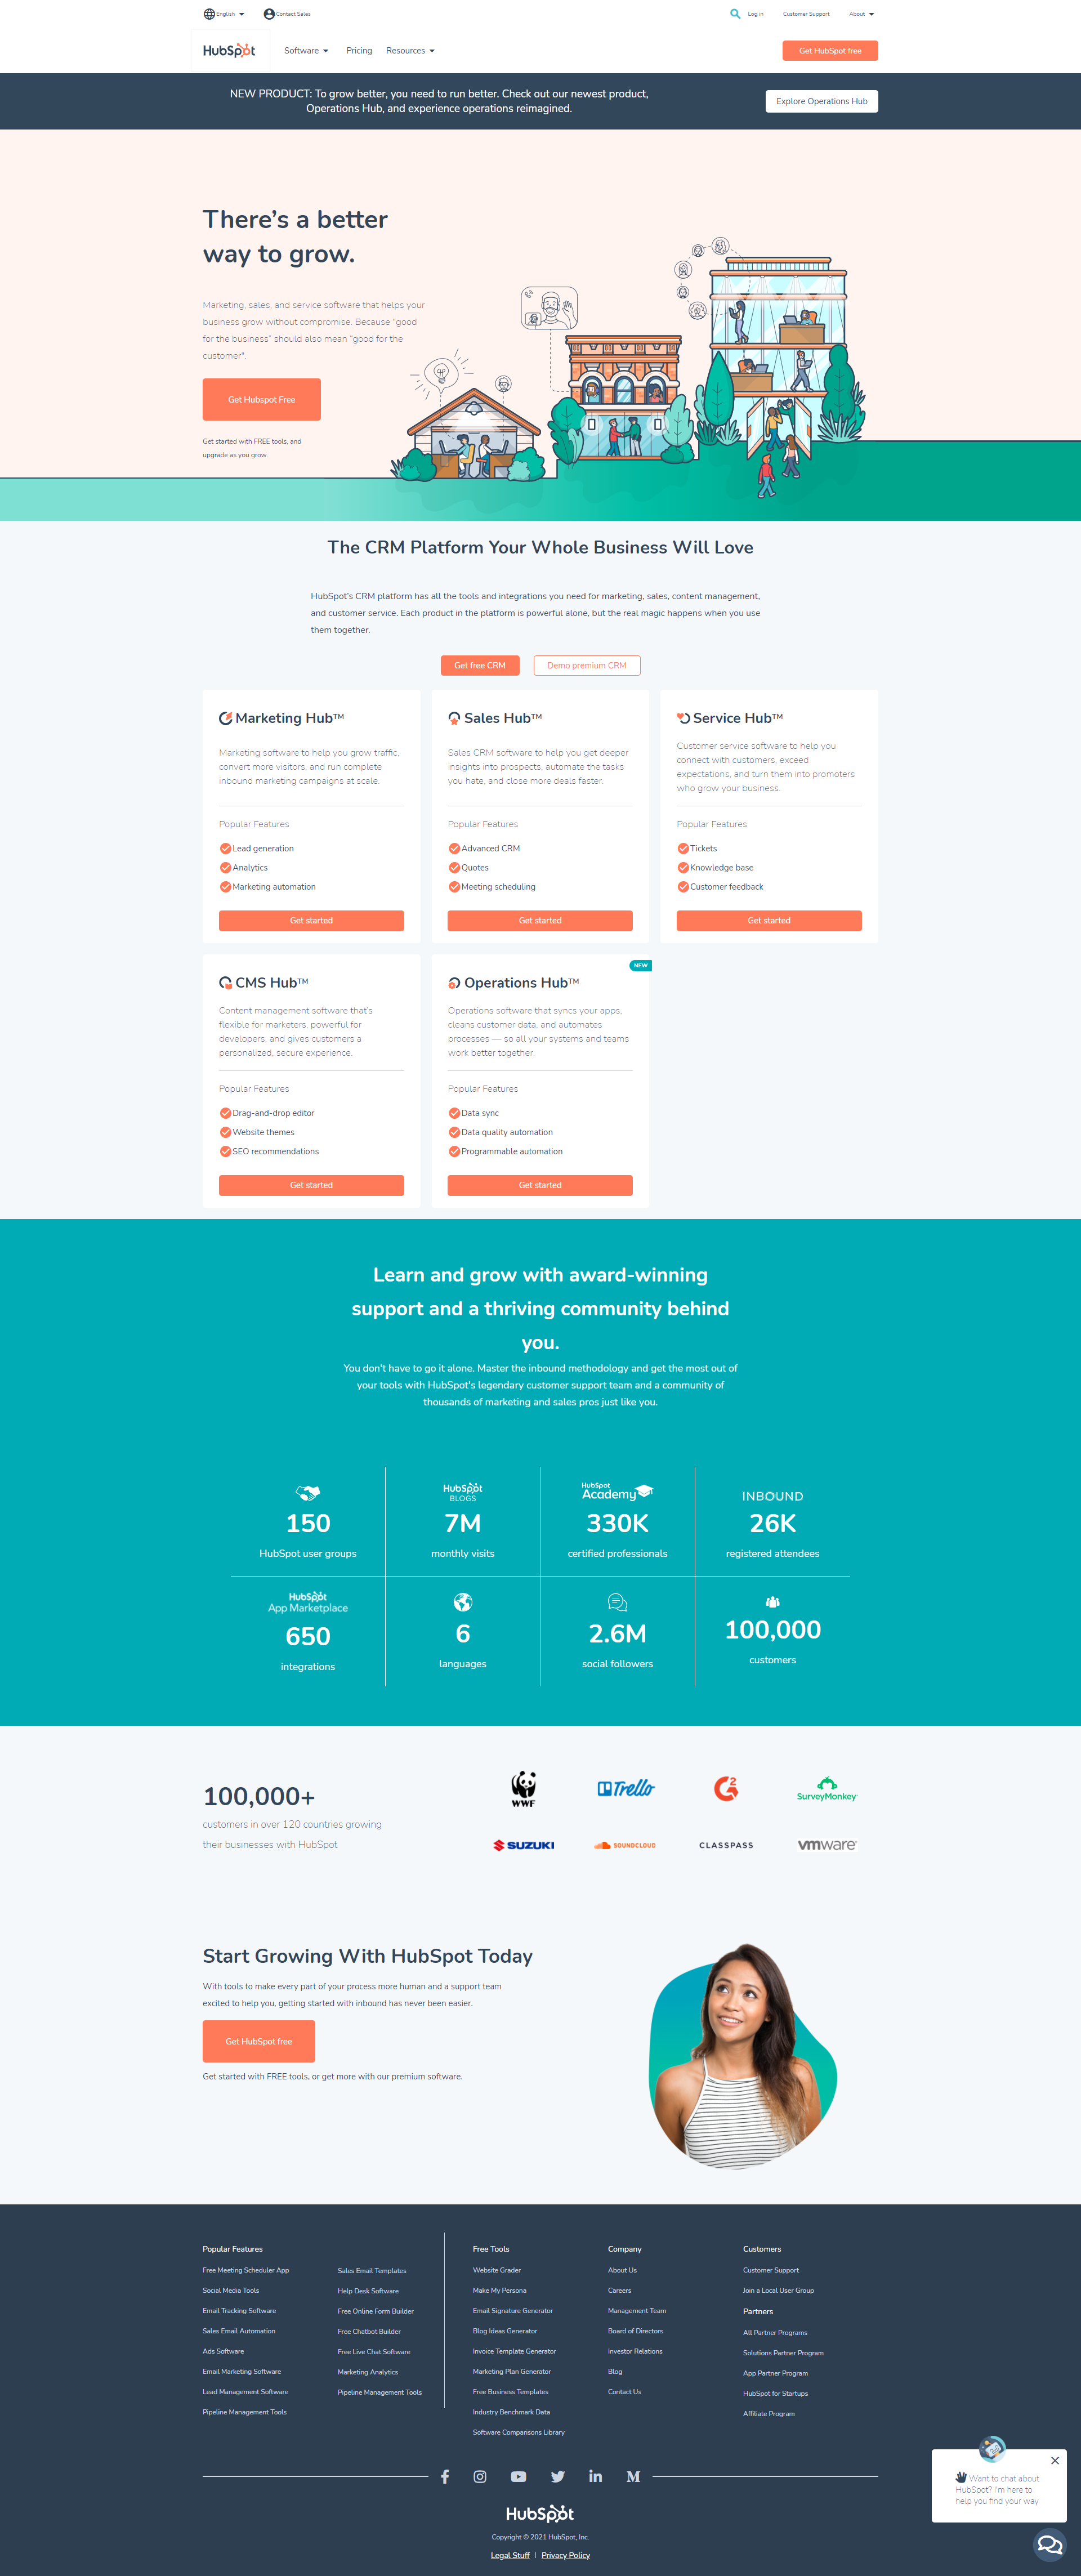 English
Contact Sales
Log in
Customer Support
About
HubSpot
Software
Pricing
Resources
Get HubSpot free
NEW PRODUCT: To grow better, you need to run better. Check out our newest product,
Operations Hub, and experience operations reimagined.
Explore Operations Hub
There's a better
way to grow.
Marketing, sales, and service software that helps your
business grow without compromise. Because "good
for the business" should also mean "good for the
customer".
Get Hubspot Free
Get started with FREE tools, and
upgrade as you grow.
The CRM Platform Your Whole Business Will Love
HubSpot's CRM platform has all the tools and integrations you need for marketing, sales, content management,
and customer service. Each product in the platform is powerful alone, but the real magic happens when you use
them together.
Get free CRM
Demo premium CRM
Marketing Hub™
Marketing software to help you grow traffic,
convert more visitors, and run complete
inbound marketing campaigns at scale.
Popular Features
Lead generation
Analytics
Marketing automation
Get started
Sales Hub™
Sales CRM software to help you get deeper
insights into prospects, automate the tasks
you hate, and close more deals faster.
Popular Features
Advanced CRM
Quotes
Meeting scheduling
Get started
Service Hub™
Customer service software to help you
connect with customers, exceed
expectations, and turn them into promoters
who grow your business.
Popular Features
Tickets
Knowledge base
Customer feedback
Get started
CMS Hub™
Content management software that's
flexible for marketers, powerful for
developers, and gives customers a
personalized, secure experience.
Popular Features
Drag-and-drop editor
Website themes
SEO recommendations
Get started
NEW
Operations Hub™
Operations software that syncs your apps,
cleans customer data, and automates
processes — so all your systems and teams
work better together.
Popular Features
Data sync
Data quality automation
Programmable automation
Get started
Learn and grow with award-winning
support and a thriving community behind
you.
You don't have to go it alone. Master the inbound methodology and get the most out of
your tools with HubSpot's legendary customer support team and a community of
thousands of marketing and sales pros just like you.
150
HubSpot user groups
HubSpot
BLOGS
7M
monthly visits
HubSpot
Academy
330K
certified professionals
INBOUND
26K
registered attendees
HubSpot
App Marketplace
650
integrations
6
languages
2.6M
social followers
100,000
customers
100,000+
customers in over 120 countries growing
their businesses with HubSpot
WWF
Trello
G2
SurveyMonkey
SUZUKI
SOUNDCLOUD
CLASSPASS
vmware
Start Growing With HubSpot Today
With tools to make every part of your process more human and a support team
excited to help you, getting started with inbound has never been easier.
Get HubSpot free
Get started with FREE tools, or get more with our premium software.
Popular Features
Free Meeting Scheduler App
Social Media Tools
Email Tracking Software
Sales Email Automation
Ads Software
Email Marketing Software
Lead Management Software
Pipeline Management Tools
Sales Email Templates
Help Desk Software
Free Online Form Builder
Free Chatbot Builder
Free Live Chat Software
Marketing Analytics
Pipeline Management Tools
Free Tools
Website Grader
Make My Persona
Email Signature Generator
Blog Ideas Generator
Invoice Template Generator
Marketing Plan Generator
Free Business Templates
Industry Benchmark Data
Software Comparisons Library
Company
About Us
Careers
Management Team
Board of Directors
Investor Relations
Blog
Contact Us
Customers
Customer Support
Join a Local User Group
Partners
All Partner Programs
Solutions Partner Program
App Partner Program
HubSpot for Startups
Affiliate Program
Want to chat about
HubSpot? I'm here to
help you find your way
HubSpot
Copyright © 2021 HubSpot, Inc.
Legal Stuff | Privacy Policy